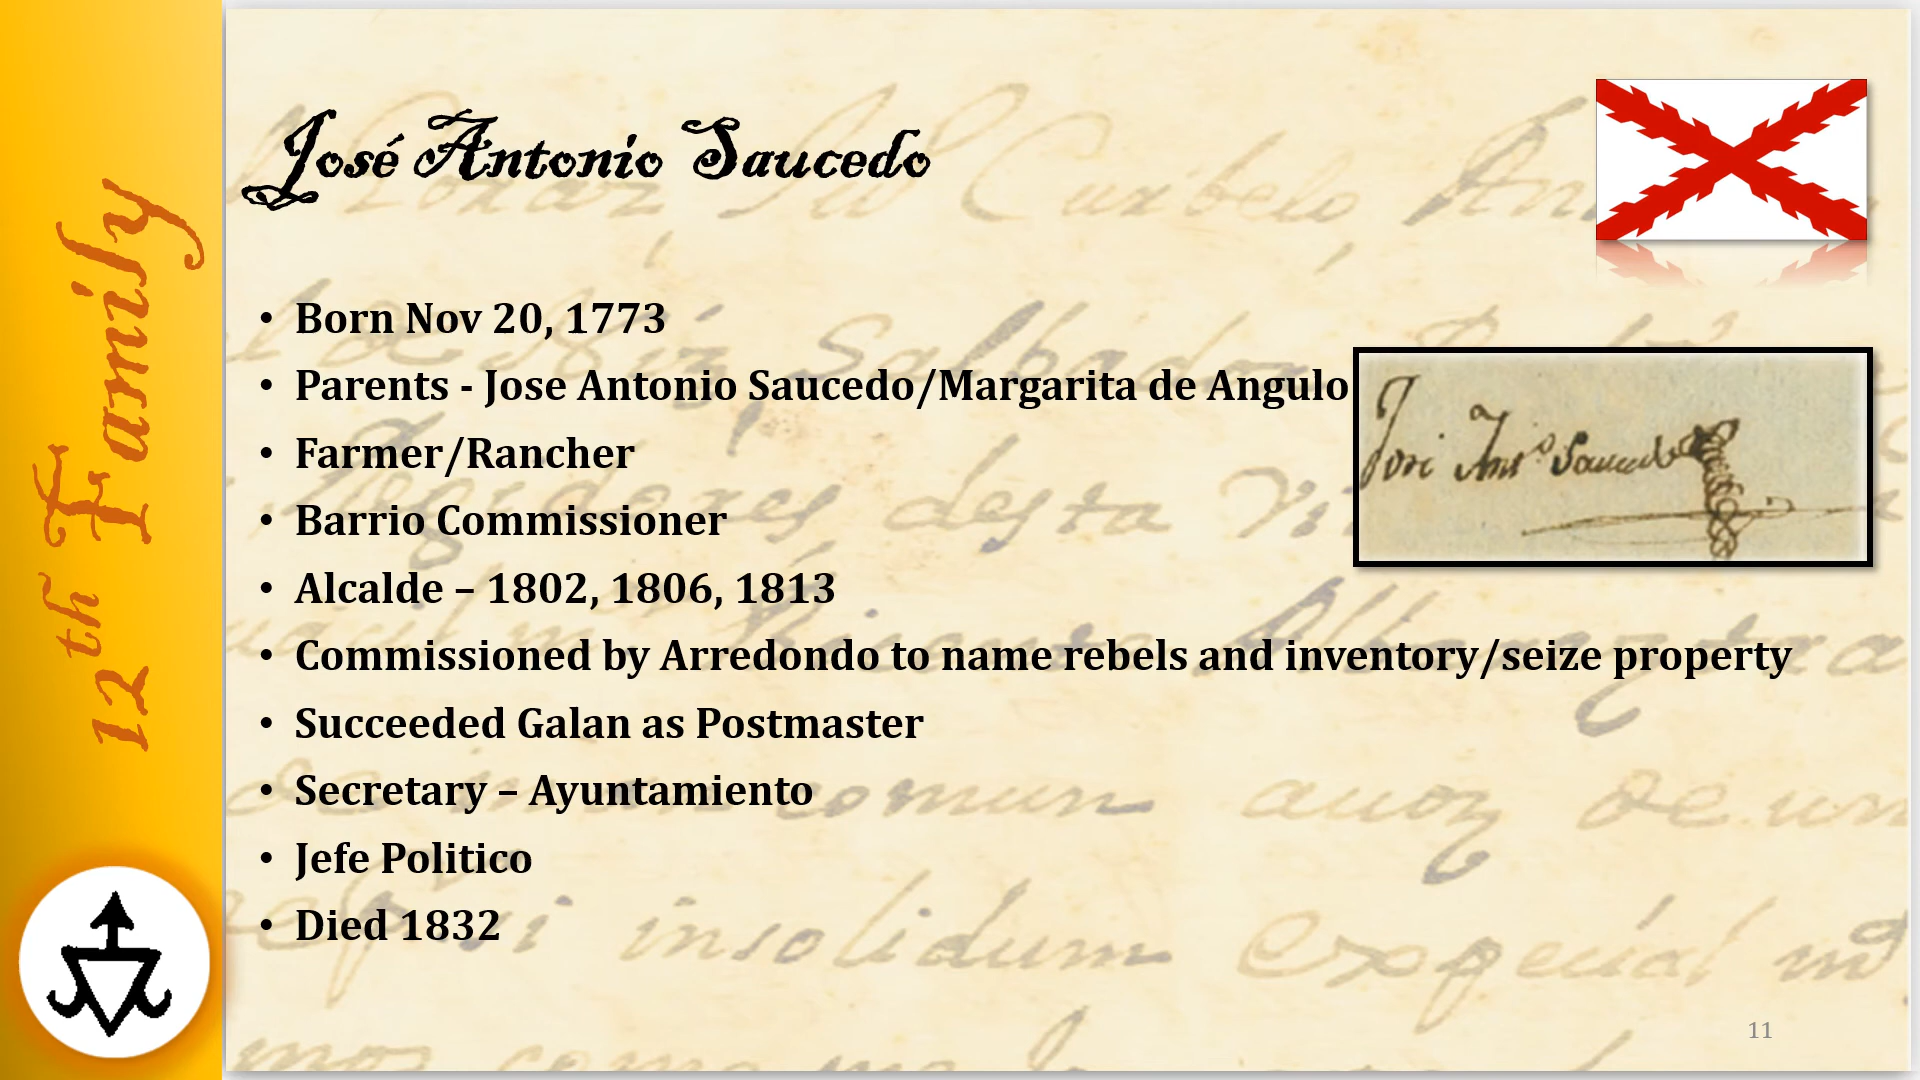 José Antonio Saucedo
12th Family
• Born Nov 20, 1773
• Parents - Jose Antonio Saucedo/Margarita de Angulo
• Farmer/Rancher
• Barrio Commissioner
• Alcalde – 1802, 1806, 1813
• Commissioned by Arredondo to name rebels and inventory/seize property
• Succeeded Galan as Postmaster
• Secretary – Ayuntamiento
• Jefe Politico
• Died 1832
Saucedo
11